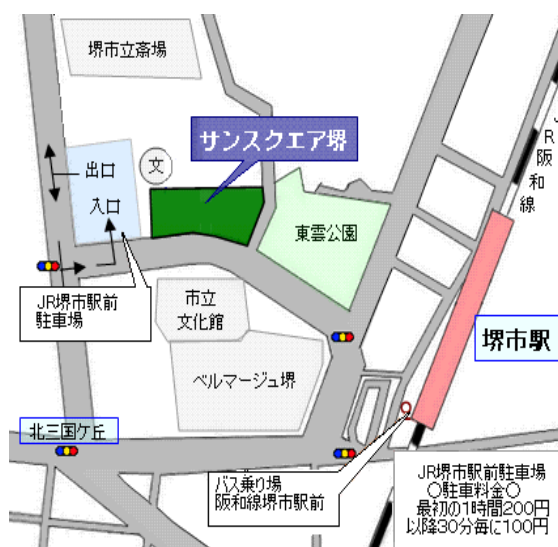 堺市立斎場
サンスクエア堺
文
出口
入口
東雲公園
JR阪和線
JR堺市駅前
駐車場
市立
文化館
ベルマージュ堺
堺市駅
北三国ケ丘
バス乗り場
阪和線堺市駅前
JR堺市駅前駐車場
○駐車料金○
最初の1時間200円
以降30分毎に100円